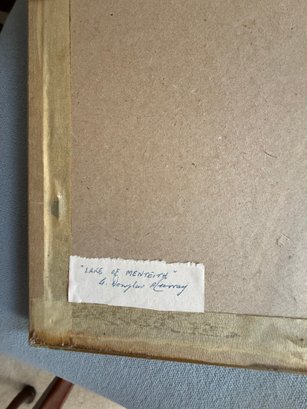 "LAKE OF MENTEITH"
G. Douglas Murray